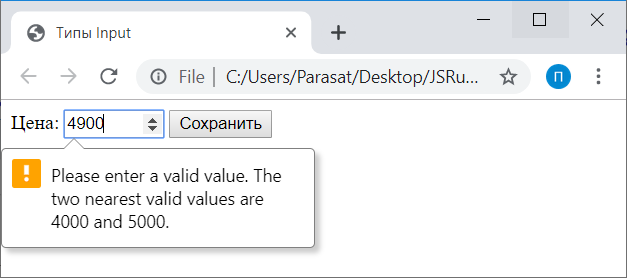 Типы Input
File | C:/Users/Parasat/Desktop/JSRu...
П
Цена: 4900 Сохранить
Please enter a valid value. The
two nearest valid values are
4000 and 5000.